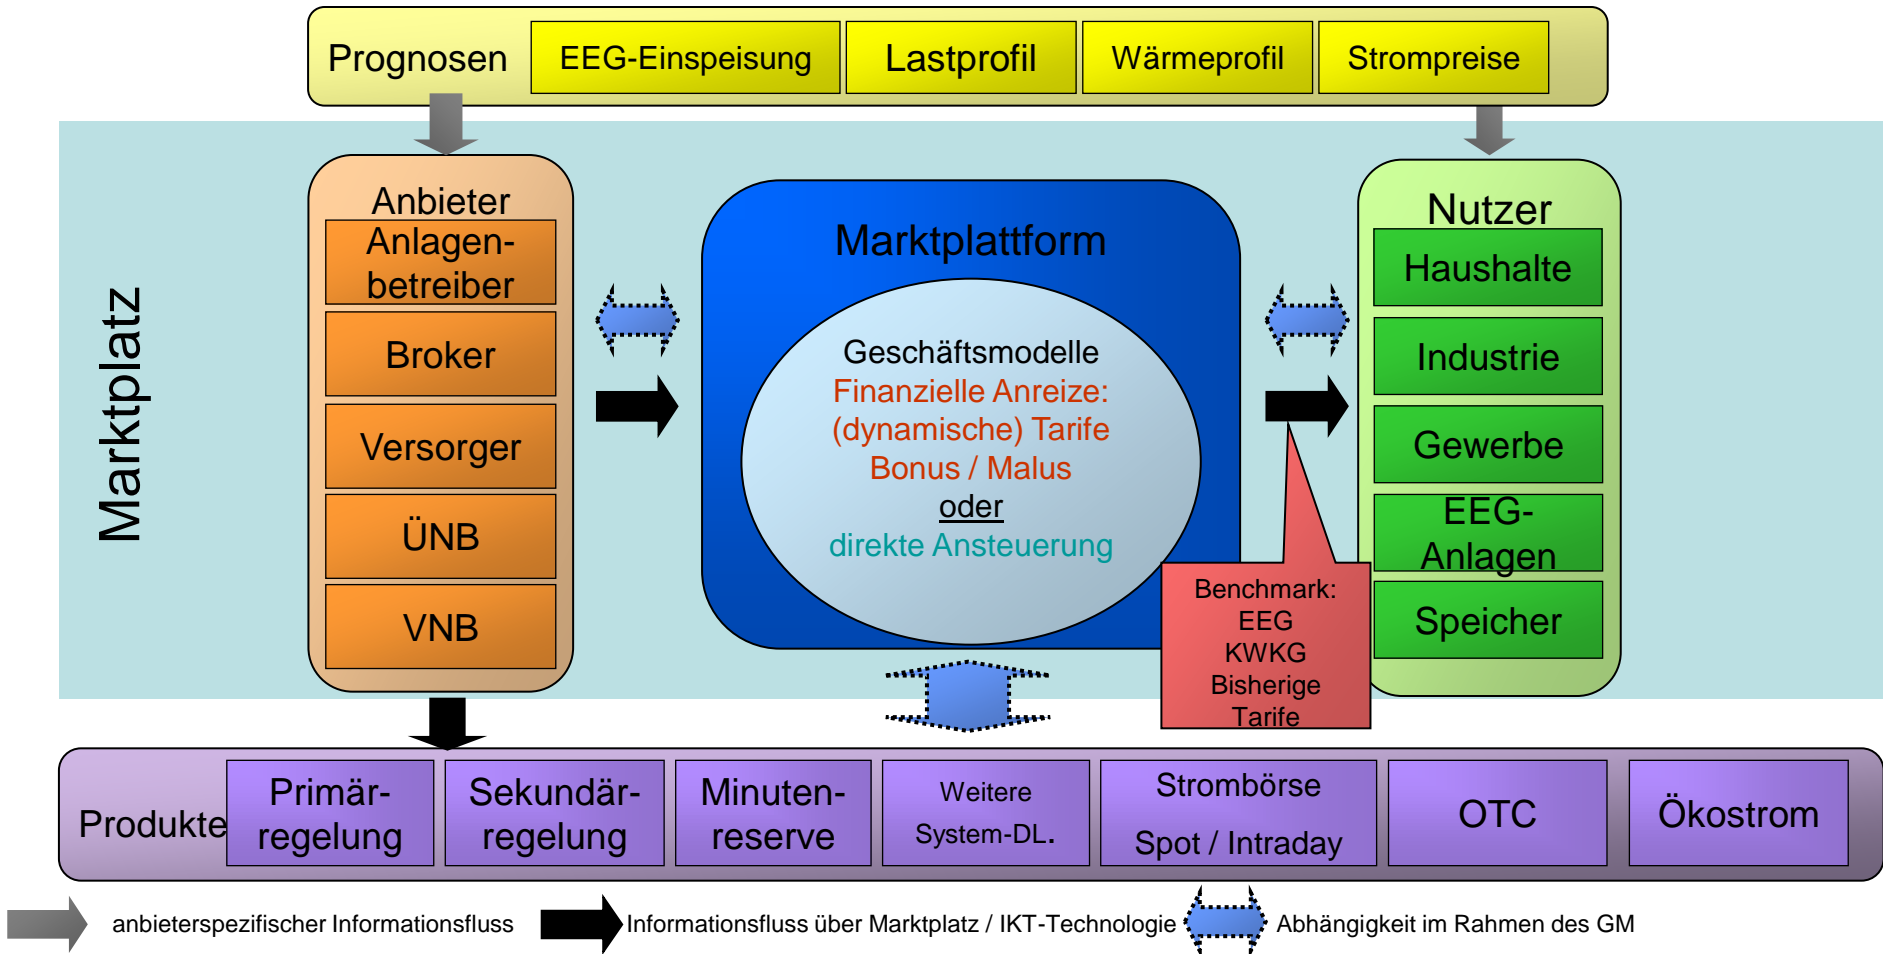 Prognosen
EEG-Einspeisung
Lastprofil
Wärmeprofil
Strompreise
Marktplatz
Anbieter
Anlagen-
betreiber
Broker
Versorger
ÜNB
VNB
Marktplattform
Geschäftsmodelle
Finanzielle Anreize:
(dynamische) Tarife
Bonus / Malus
oder
direkte Ansteuerung
Benchmark:
EEG
KWKG
Bisherige
Tarife
Nutzer
Haushalte
Industrie
Gewerbe
EEG-
Anlagen
Speicher
Produkte
Primär-
regelung
Sekundär-
regelung
Minuten-
reserve
Weitere
System-DL.
Strombörse
Spot / Intraday
OTC
Ökostrom
anbieterspezifischer Informationsfluss
Informationsfluss über Marktplatz / IKT-Technologie
Abhängigkeit im Rahmen des GM